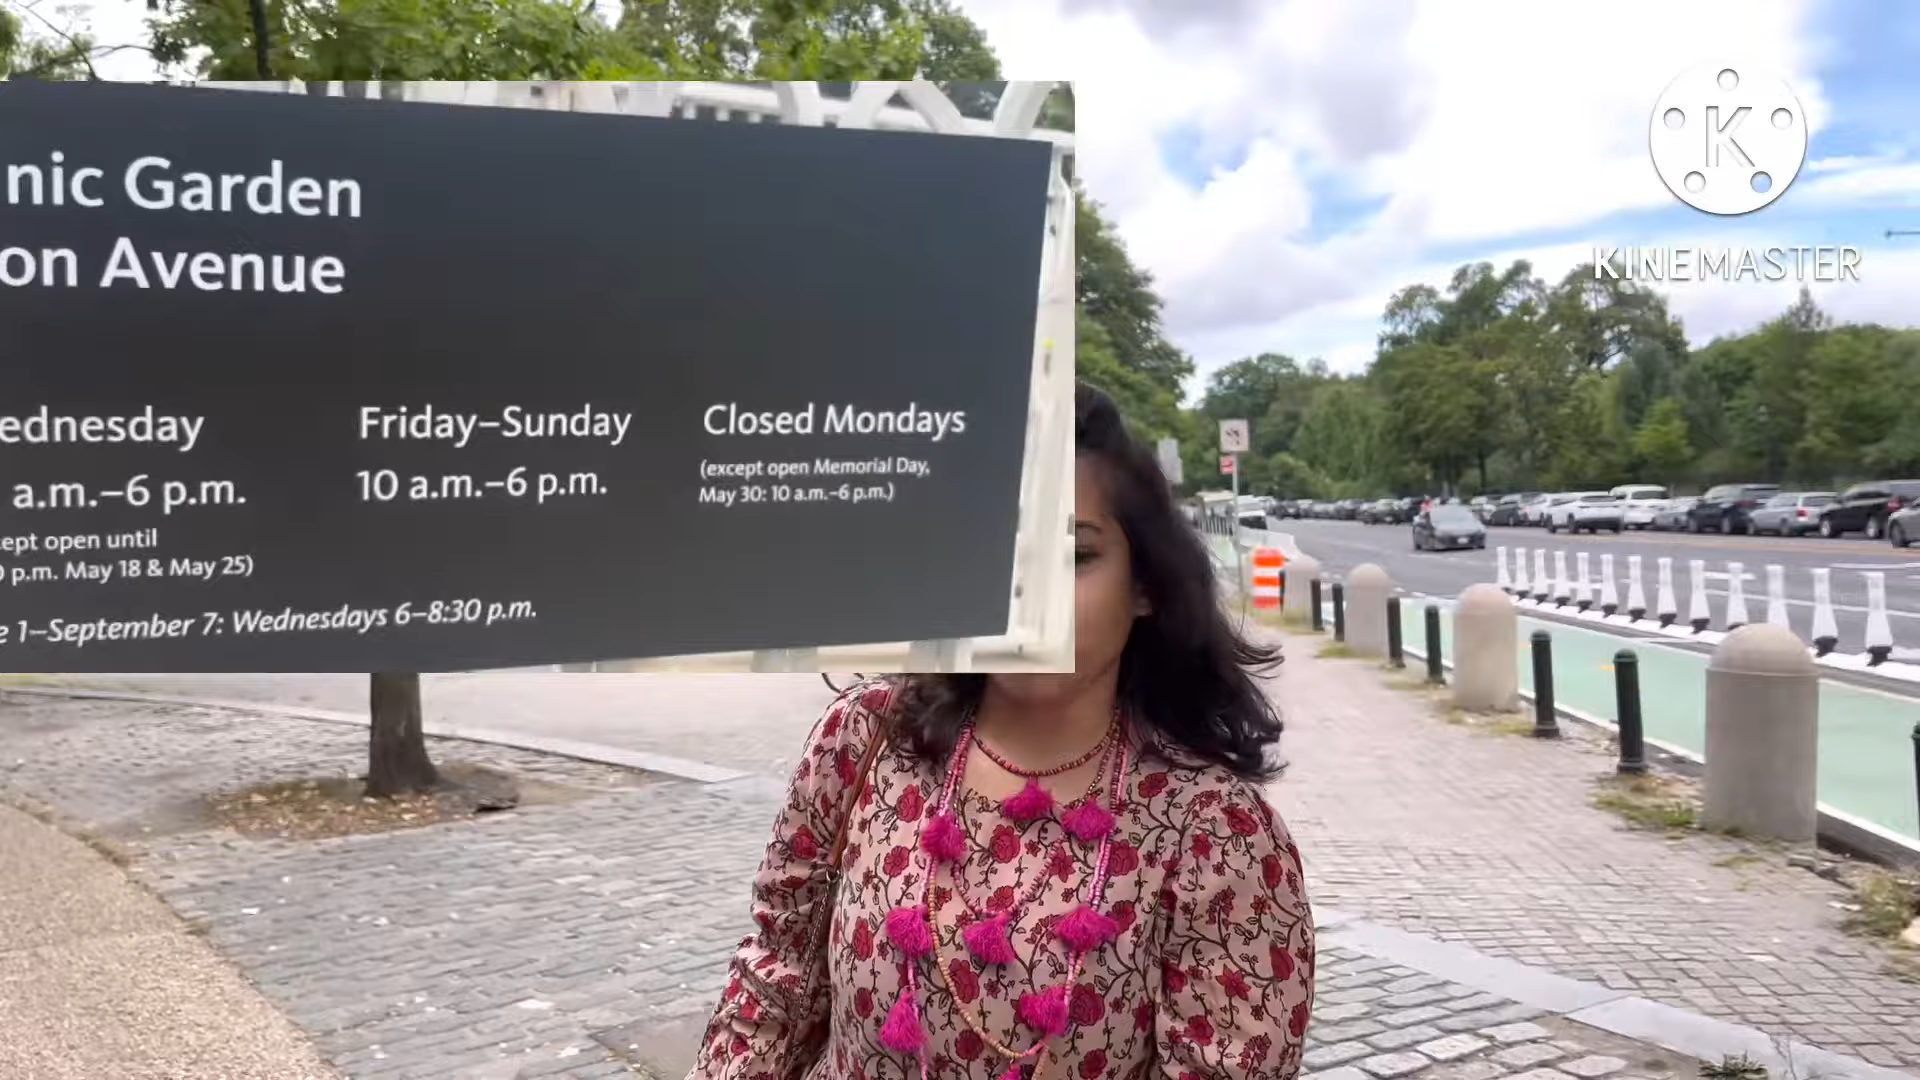 nic Garden
on Avenue
ednesday
a.m.–6 p.m.
ept open until
p.m. May 18 & May 25)
Friday–Sunday
10 a.m.–6 p.m.
Closed Mondays
(except open Memorial Day,
May 30: 10 a.m.–6 p.m.)
e 1–September 7: Wednesdays 6–8:30 p.m.
K
KINEMASTER